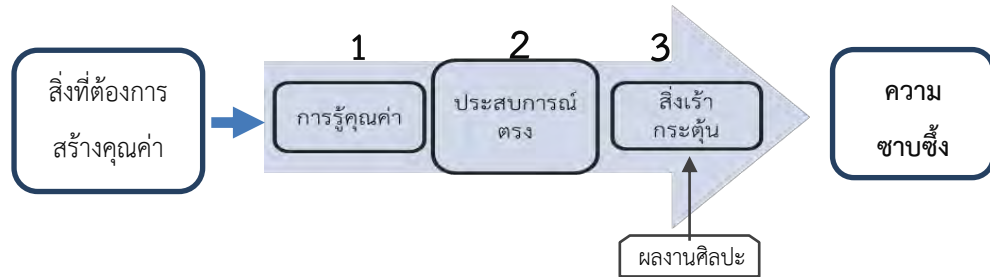 สิ่งที่ต้องการ
สร้างคุณค่า
1
การรู้คุณค่า
2
ประสบการณ์
ตรง
3
สิ่งเร้า
กระตุ้น
ผลงานศิลปะ
ความ
ซาบซึ้ง